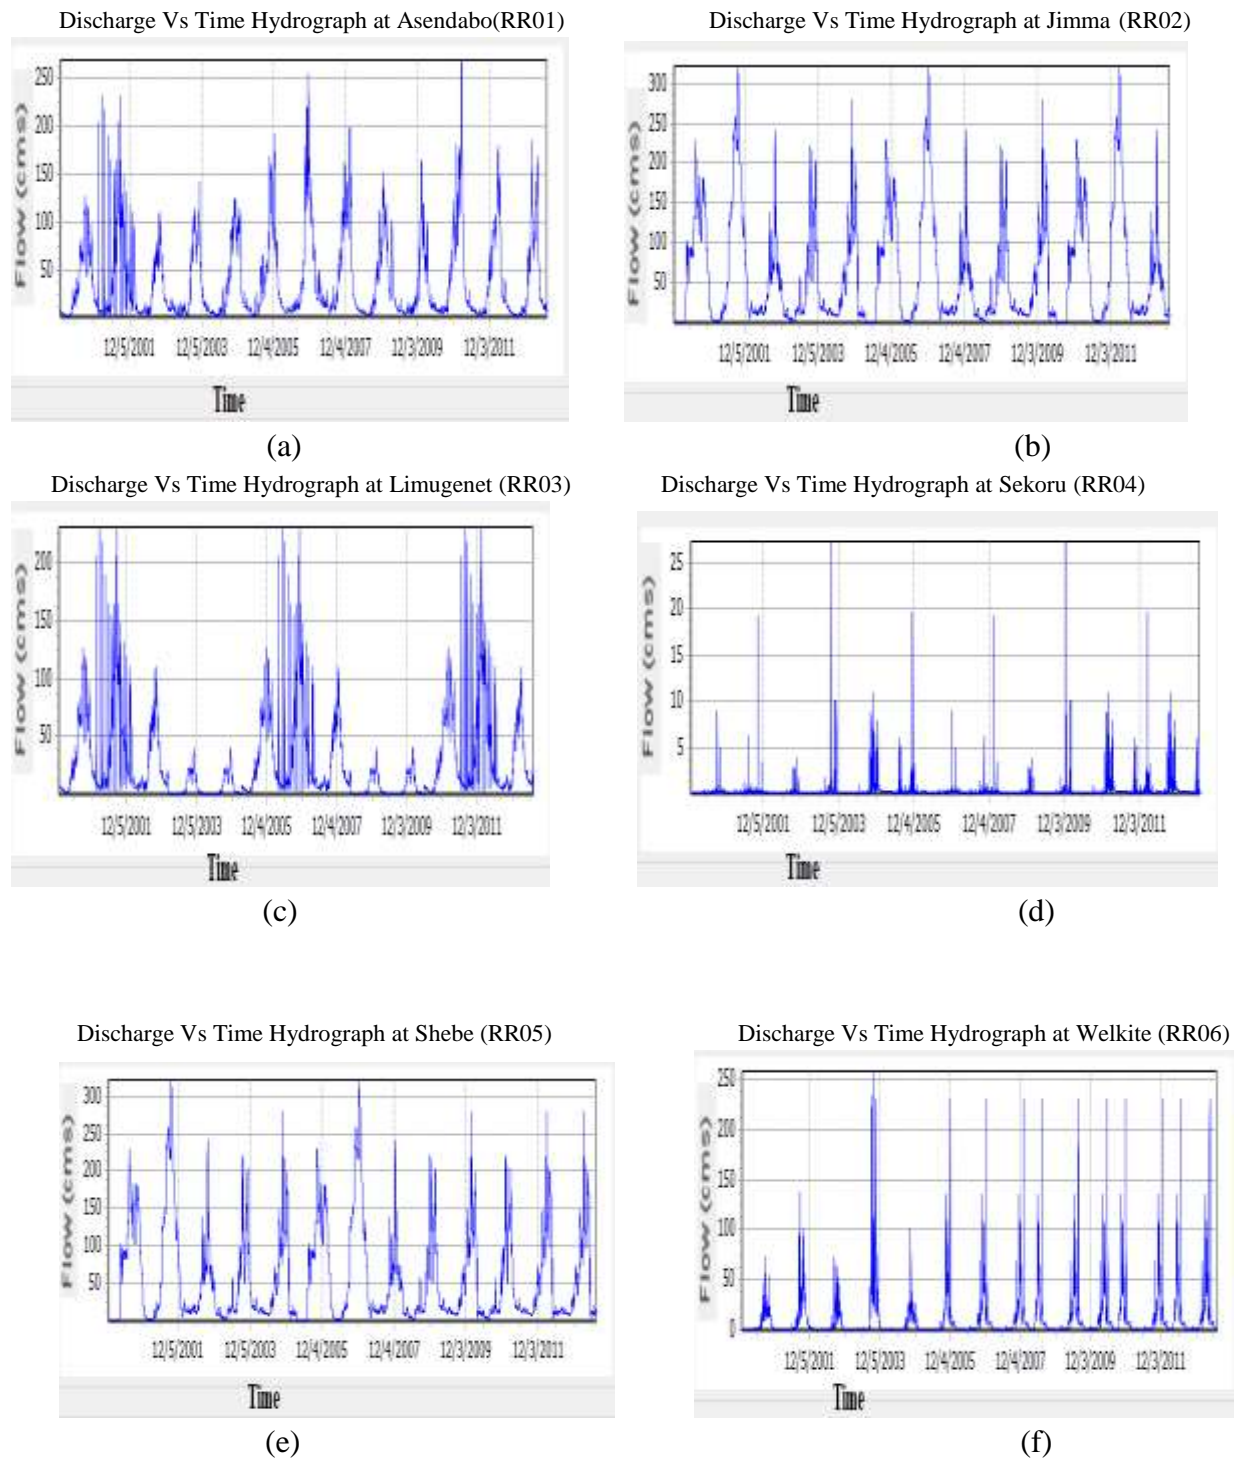 Discharge Vs Time Hydrograph at Asendabo(RR01)
Discharge Vs Time Hydrograph at Jimma (RR02)
Flow (cms)
250
200
150
100
50
12/5/2001 12/5/2003 12/4/2005 12/4/2007 12/3/2009 12/3/2011
Time
(a)
Flow (cms)
300
250
200
150
100
50
12/5/2001 12/5/2003 12/4/2005 12/4/2007 12/3/2009 12/3/2011
Time
(b)
Discharge Vs Time Hydrograph at Limugenet (RR03)
Discharge Vs Time Hydrograph at Sekoru (RR04)
Flow (cms)
200
150
100
50
12/5/2001 12/5/2003 12/4/2005 12/4/2007 12/3/2009 12/3/2011
Time
(c)
Flow (cms)
25
20
15
10
5
12/5/2001 12/5/2003 12/4/2005 12/4/2007 12/3/2009 12/3/2011
Time
(d)
Discharge Vs Time Hydrograph at Shebe (RR05)
Discharge Vs Time Hydrograph at Welkite (RR06)
Flow (cms)
300
250
200
150
100
50
12/5/2001 12/5/2003 12/4/2005 12/4/2007 12/3/2009 12/3/2011
Time
(e)
Flow (cms)
250
200
150
100
50
0
12/5/2001 12/5/2003 12/4/2005 12/4/2007 12/3/2009 12/3/2011
Time
(f)